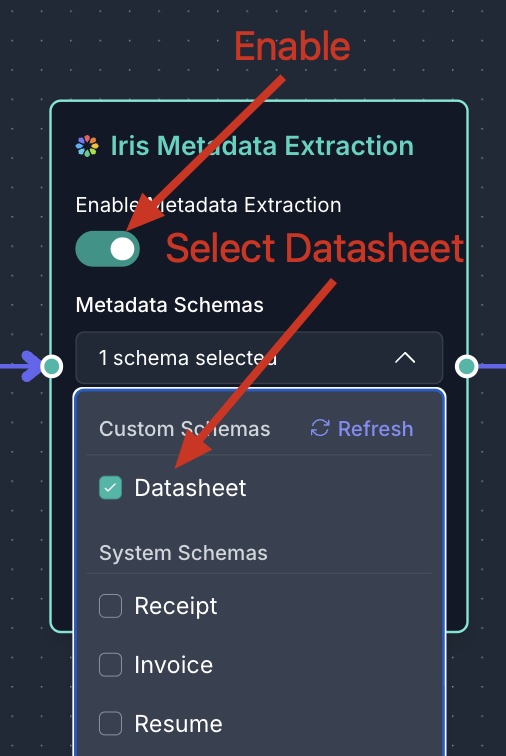 Enable
Iris Metadata Extraction
Enable Metadata Extraction
Select Datasheet
Metadata Schemas
1 schema selected
Custom Schemas Refresh
Datasheet
System Schemas
Receipt
Invoice
Resume